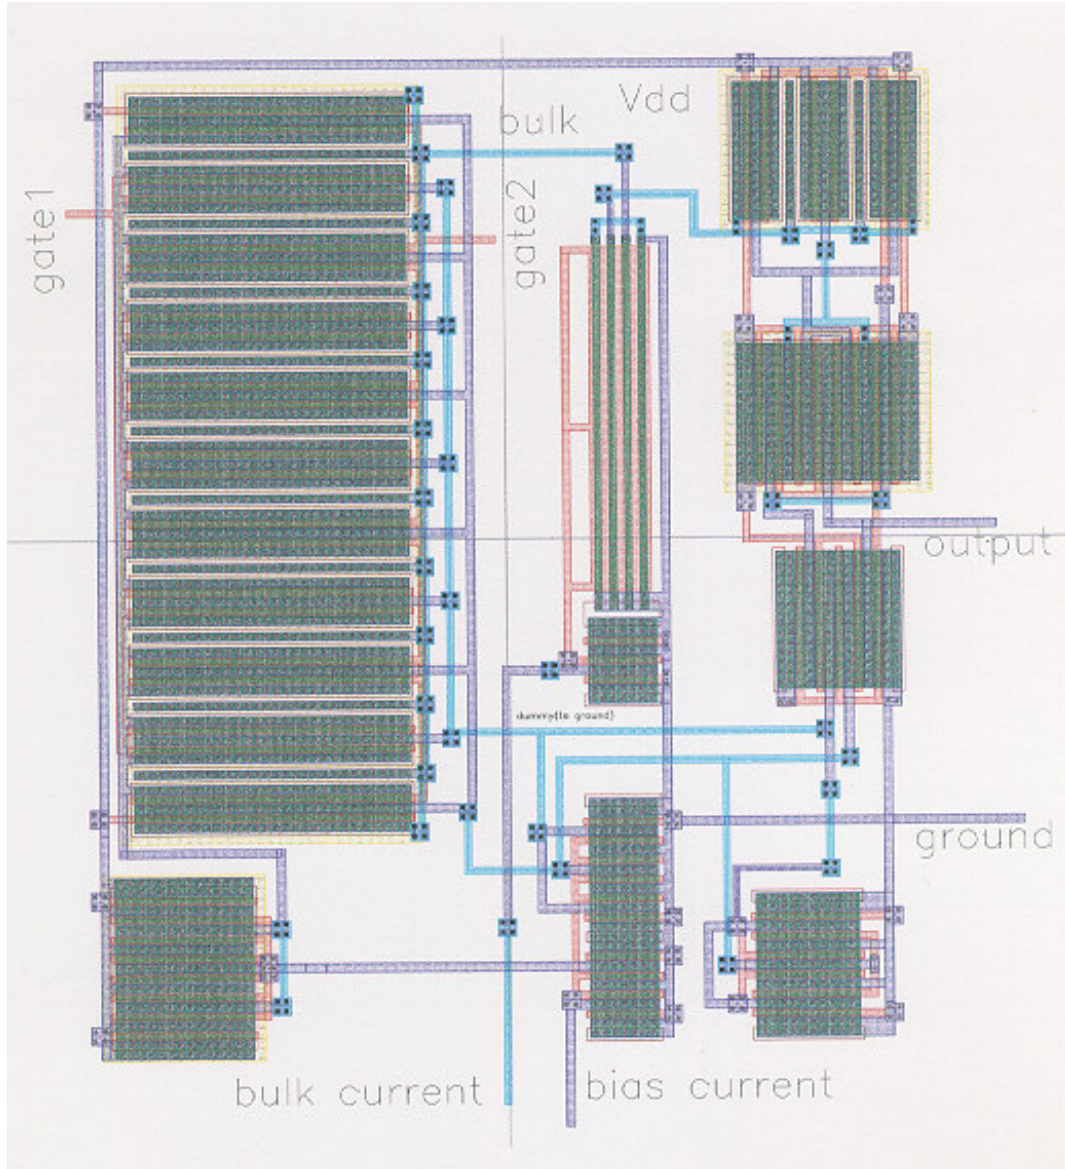 Vdd
bulk
gate1
gate2
output
dummy(to ground)
ground
bulk current
bias current